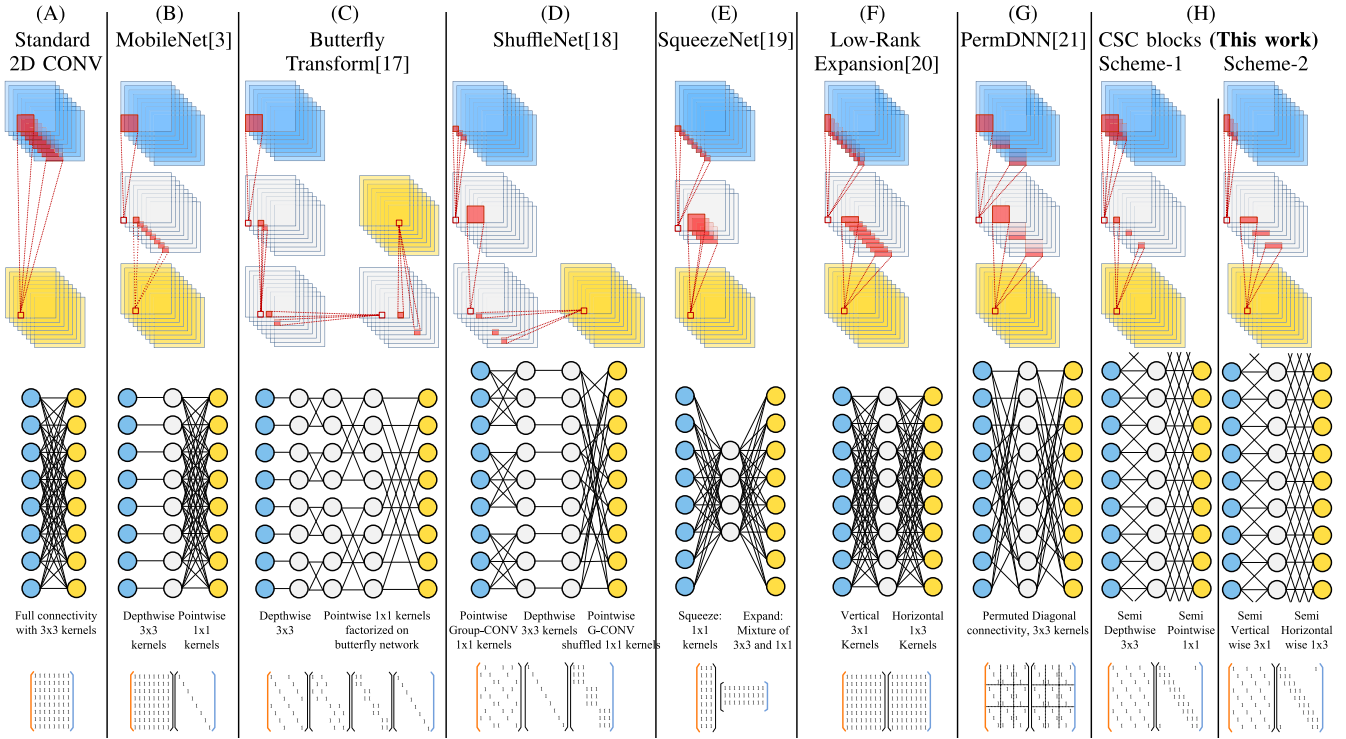 (A)
Standard
2D CONV
Full connectivity
with 3x3 kernels
(B)
MobileNet[3]
Depthwise
3x3
kernels
Pointwise
1x1
kernels
(C)
Butterfly
Transform[17]
Depthwise
3x3
Pointwise 1x1 kernels
factorized on
butterfly network
(D)
ShuffleNet[18]
Pointwise
Group-CONV
1x1 kernels
Depthwise
3x3 kernels
Pointwise
G-CONV
shuffled 1x1 kernels
(E)
SqueezeNet[19]
Squeeze:
1x1
kernels
Expand:
Mixture of
3x3 and 1x1
(F)
Low-Rank
Expansion[20]
Vertical
3x1
Kernels
Horizontal
1x3
Kernels
(G)
PermDNN[21]
Permuted Diagonal
connectivity, 3x3 kernels
(H)
CSC blocks (This work)
Scheme-1
Semi
Depthwise
3x3
Semi
Pointwise
1x1
Scheme-2
Semi
Vertical
wise 3x1
Semi
Horizontal
wise 1x3